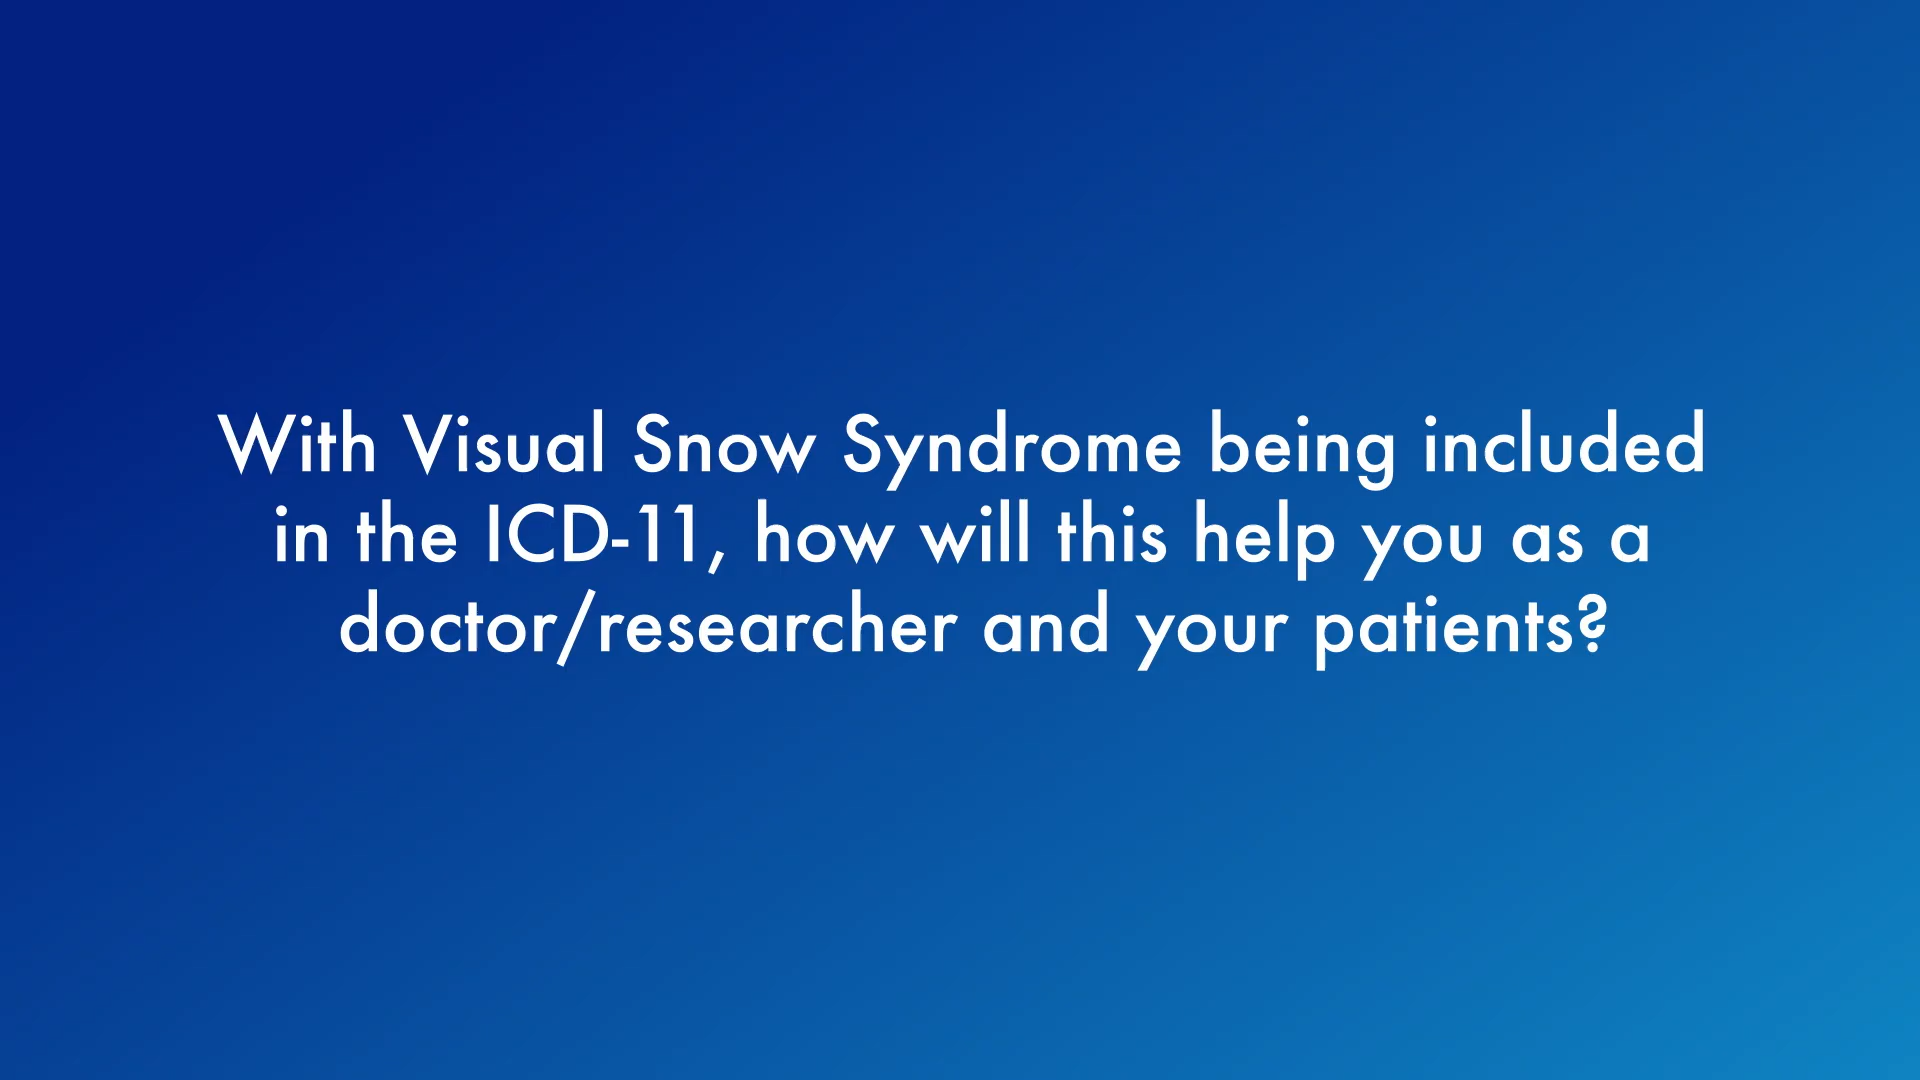 With Visual Snow Syndrome being included
in the ICD-11, how will this help you as a
doctor/researcher and your patients?